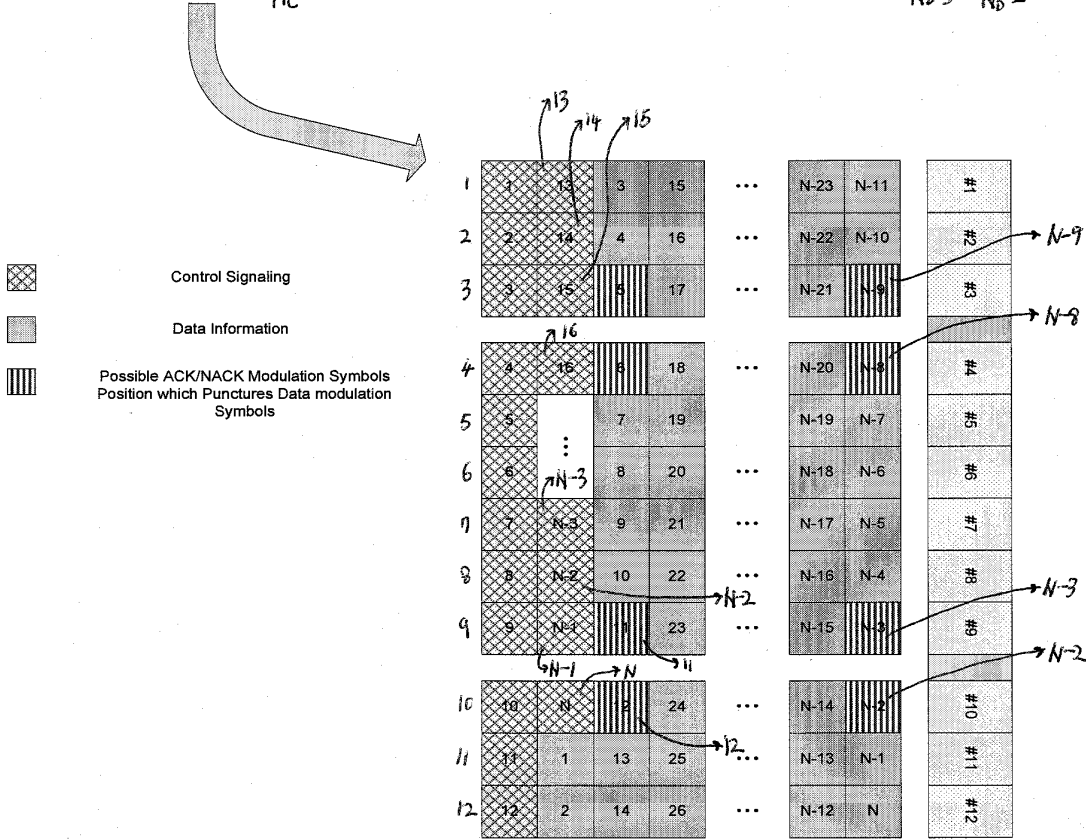 13
14 15
1 1 13 3 15 ... N-23 N-11 #1
2 2 14 4 16 ... N-22 N-10 #2 N-9
3 3 15 5 17 ... N-21 N-9 #3
Control Signaling
Data Information
N-8
16
4 4 16 6 18 ... N-20 N-8 #4
Possible ACK/NACK Modulation Symbols
Position which Punctures Data modulation
Symbols
5 5 7 19 N-19 N-7 #5
⋮
6 6 8 20 ... N-18 N-6 #6
N-3
7 7 N-3 9 21 ... N-17 N-5 #7
8 8 N-2 10 22 ... N-16 N-4 #8
N-2 N-3
9 9 N-1 11 23 ... N-15 N-3 #9
N-1 N 11 N-2
10 10 N 12 24 ... N-14 N-2 #10
12
11 11 1 13 25 ... N-13 N-1 #11
12 12 2 14 26 ... N-12 N #12